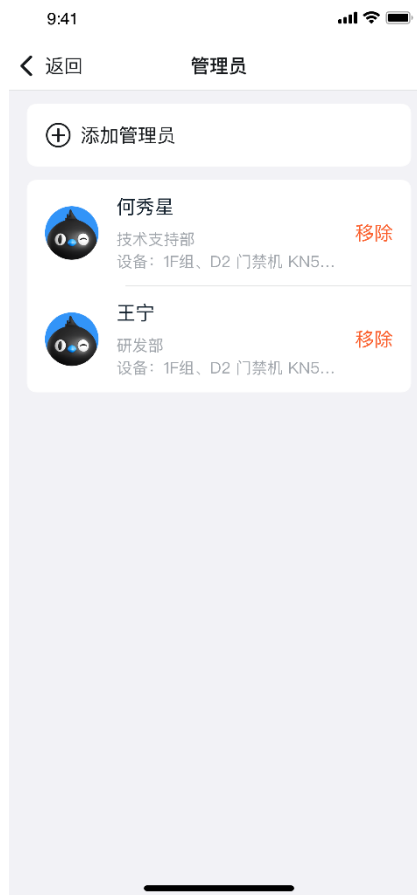 9:41
返回
管理员
添加管理员
何秀星
技术支持部
设备：1F组、D2 门禁机 KN5...
移除
王宁
研发部
设备：1F组、D2 门禁机 KN5...
移除